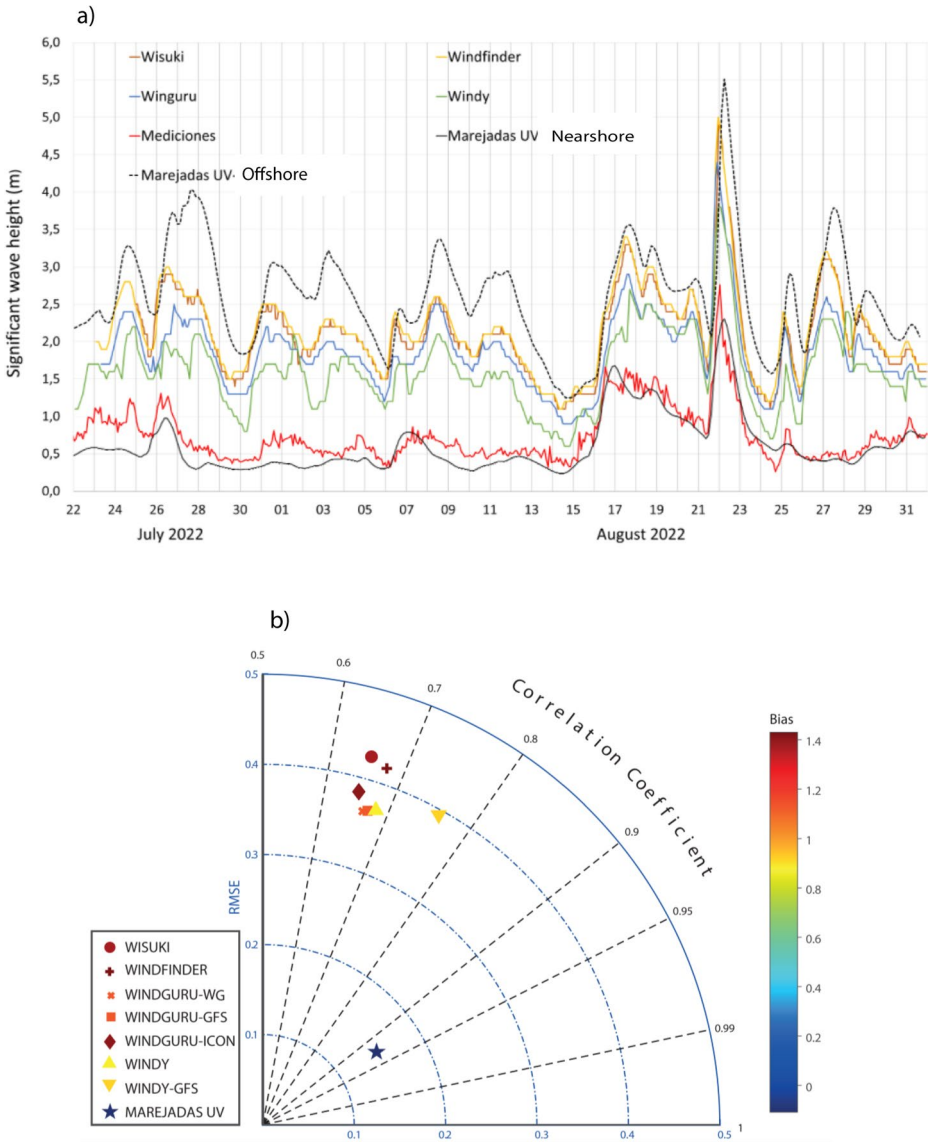 a)
6,0
5,5
5,0
4,5
4,0
3,5
3,0
2,5
2,0
1,5
1,0
0,5
0,0
Significant wave height (m)
Wisuki
Windfinder
Winguru
Windy
Mediciones
Marejadas UV Nearshore
Marejadas UV- Offshore
22 24 26 28 30 01 03 05 07 09 11 13 15 17 19 21 23 25 27 29 31
July 2022
August 2022
b)
0.5
0.6
0.7
0.8
0.9
0.95
0.99
1
Correlation Coefficient
0.5
0.4
0.3
0.2
0.1
RMSE
0.1 0.2 0.3 0.4 0.5
WISUKI
WINDFINDER
WINDGURU-WG
WINDGURU-GFS
WINDGURU-ICON
WINDY
WINDY-GFS
MAREJADAS UV
Bias
1.4
1.2
1
0.8
0.6
0.4
0.2
0